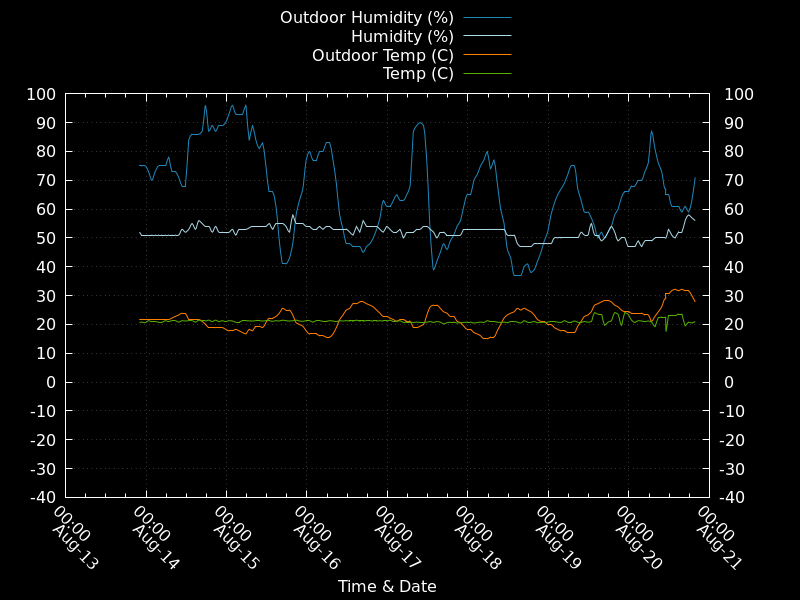 Outdoor Humidity (%)
Humidity (%)
Outdoor Temp (C)
Temp (C)
100 100
90 90
80 80
70 70
60 60
50 50
40 40
30 30
20 20
10 10
0 0
-10 -10
-20 -20
-30 -30
-40 -40
00:00 00:00 00:00 00:00 00:00 00:00 00:00 00:00 00:00
Aug-13 Aug-14 Aug-15 Aug-16 Aug-17 Aug-18 Aug-19 Aug-20 Aug-21
Time & Date